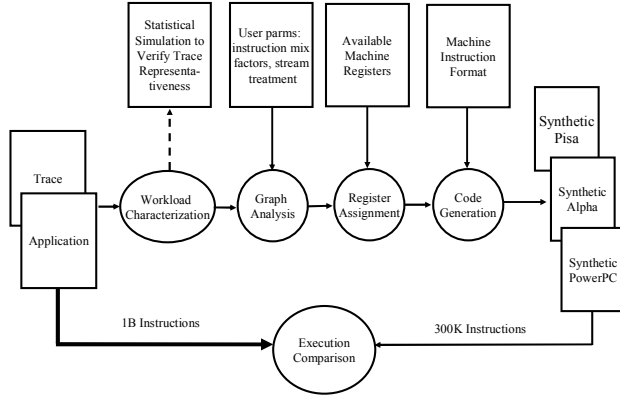 Statistical
Simulation to
Verify Trace
Representa-
tiveness
User parms:
instruction mix
factors, stream
treatment
Available
Machine
Registers
Machine
Instruction
Format
Synthetic
Pisa
Trace
Workload
Characterization
Graph
Analysis
Register
Assignment
Code
Generation
Synthetic
Alpha
Application
Synthetic
PowerPC
1B Instructions
300K Instructions
Execution
Comparison